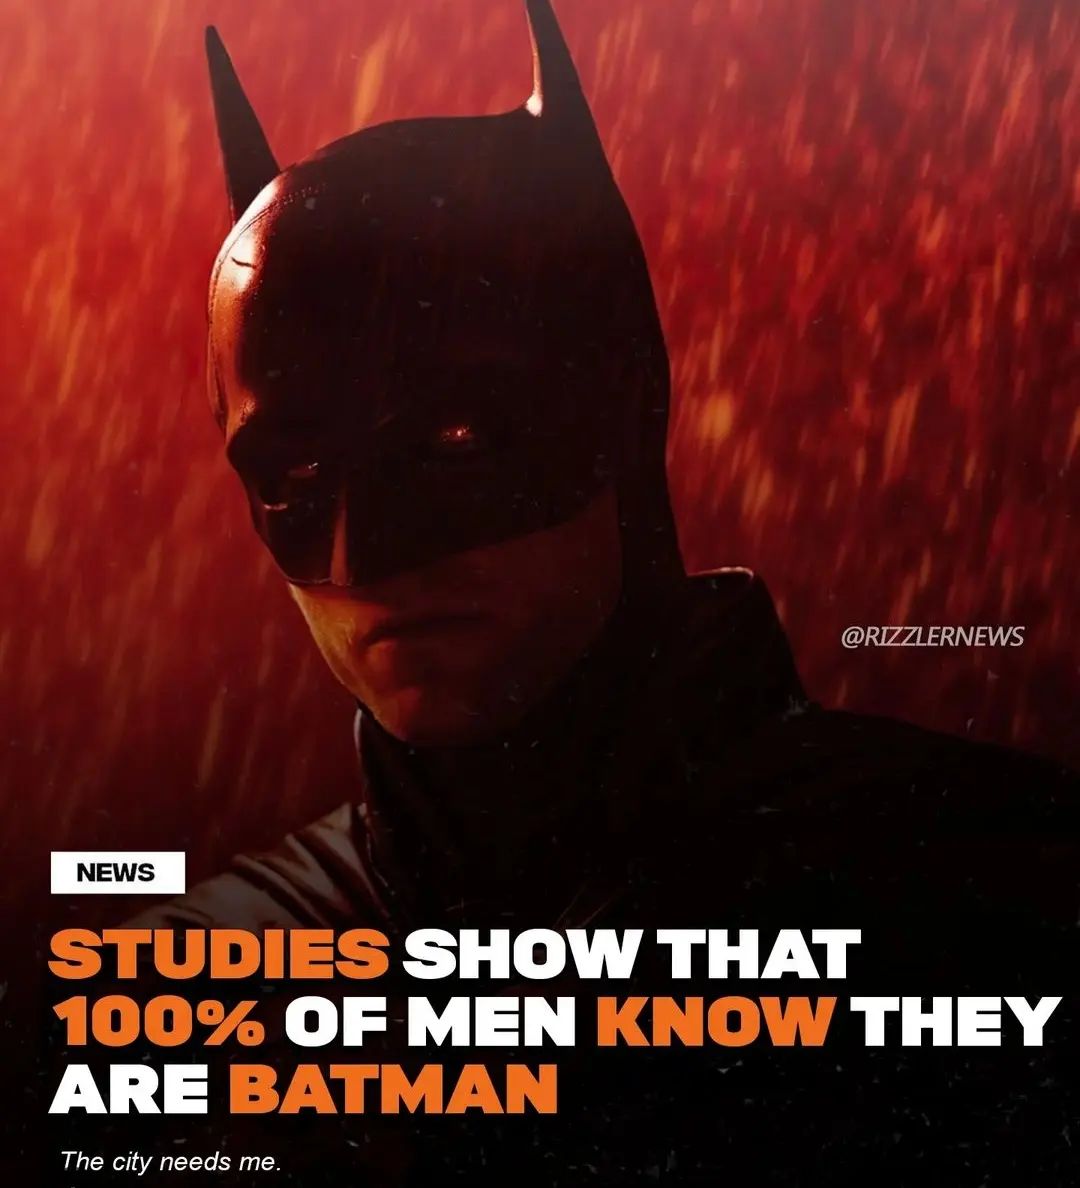 @RIZZLERNEWS
NEWS
STUDIES SHOW THAT
100% OF MEN KNOW THEY
ARE BATMAN
The city needs me.